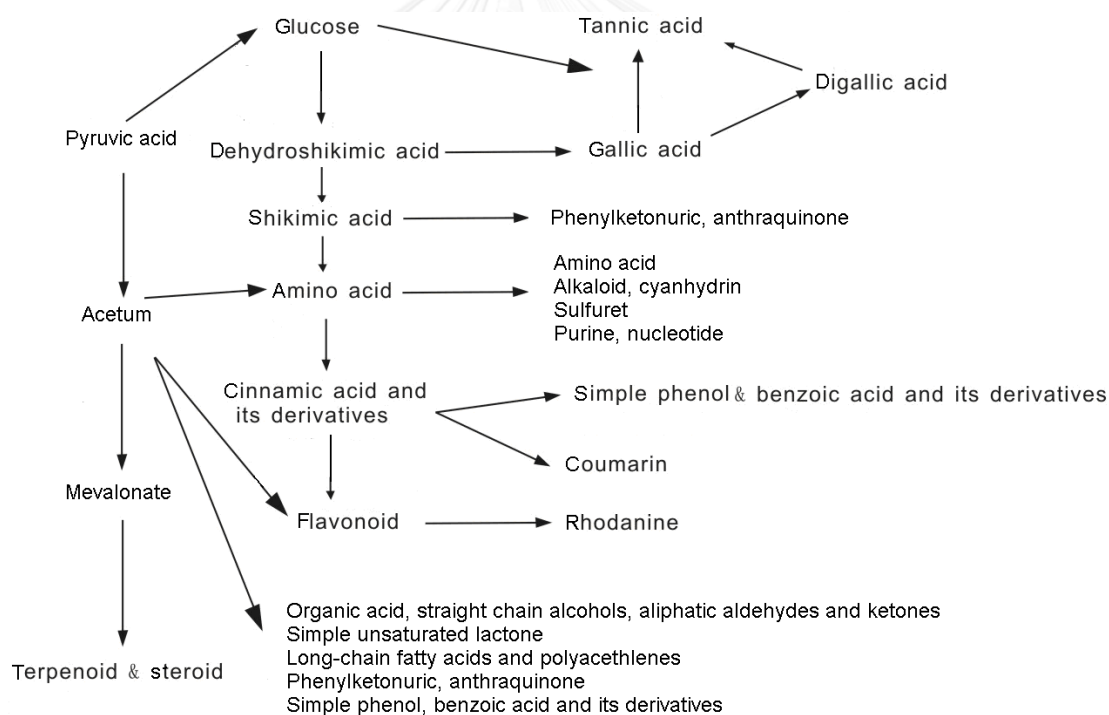 Glucose
Tannic acid
Digallic acid
Pyruvic acid
Dehydroshikimic acid
Gallic acid
Shikimic acid
Phenylketonuric, anthraquinone
Amino acid
Amino acid
Alkaloid, cyanhydrin
Sulfuret
Purine, nucleotide
Acetum
Cinnamic acid and
its derivatives
Simple phenol & benzoic acid and its derivatives
Coumarin
Mevalonate
Flavonoid
Rhodanine
Organic acid, straight chain alcohols, aliphatic aldehydes and ketones
Simple unsaturated lactone
Long-chain fatty acids and polyacethlenes
Phenylketonuric, anthraquinone
Simple phenol, benzoic acid and its derivatives
Terpenoid & steroid